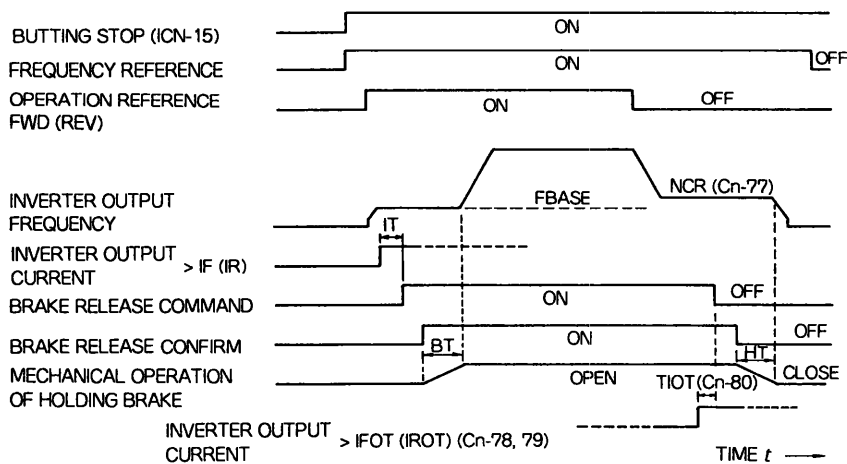 BUTTING STOP (ICN-15)
ON
FREQUENCY REFERENCE
ON
OFF
OPERATION REFERENCE
FWD (REV)
ON
OFF
INVERTER OUTPUT
FREQUENCY
FBASE
NCR (Cn-77)
IT
INVERTER OUTPUT
CURRENT > IF (IR)
BRAKE RELEASE COMMAND
ON
OFF
BRAKE RELEASE CONFIRM
ON
OFF
BT
HT
MECHANICAL OPERATION
OF HOLDING BRAKE
OPEN
CLOSE
TIOT (Cn-80)
INVERTER OUTPUT
CURRENT > IFOT (IROT) (Cn-78, 79)
TIME t